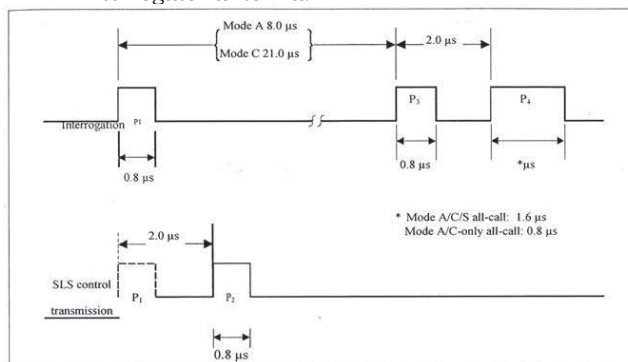 Mode A 8.0 µs
Mode C 21.0 µs
2.0 µs
Interrogation P1
P3
P4
0.8 µs
0.8 µs
*µs
* Mode A/C/S all-call: 1.6 µs
Mode A/C-only all-call: 0.8 µs
2.0 µs
SLS control
transmission
P1
P2
0.8 µs